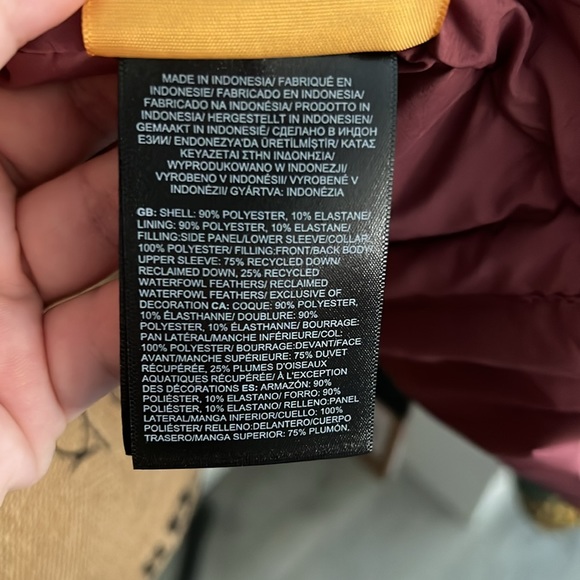 MADE IN INDONESIA/ FABRIQUÉ EN
INDONESIE/ FABRICADO EN INDONESIA/
FABRICADO NA INDONÉSIA/ PRODOTTO IN
INDONESIA/ HERGESTELLT IN INDONESIEN/
GEMAAKT IN INDONESIË/ СДЕЛАНО В ИНДОН
ЕЗИИ/ ENDONEZYA'DA ÜRETİLMİŞTİR/ ΚΑΤΑΣ
ΚΕΥΑΖΕΤΑΙ ΣΤΗΝ ΙΝΔΟΝΗΣΙΑ/
WYPRODUKOWANO W INDONEZJI/
VYROBENO V INDONÉSII/ VYROBENÉ V
INDONÉZII/ GYÁRTVA: INDONÉZIA
GB: SHELL: 90% POLYESTER, 10% ELASTANE/
LINING: 90% POLYESTER, 10% ELASTANE/
FILLING:SIDE PANEL/LOWER SLEEVE/COLLAR:
100% POLYESTER/ FILLING:FRONT/BACK BODY/
UPPER SLEEVE: 75% RECYCLED DOWN/
RECLAIMED DOWN, 25% RECYCLED
WATERFOWL FEATHERS/ RECLAIMED
WATERFOWL FEATHERS/ EXCLUSIVE OF
DECORATION CA: COQUE: 90% POLYESTER,
10% ÉLASTHANNE/ DOUBLURE: 90%
POLYESTER, 10% ÉLASTHANNE/ BOURRAGE:
PAN LATÉRAL/MANCHE INFÉRIEURE/COL:
100% POLYESTER/ BOURRAGE:DEVANT/FACE
AVANT/MANCHE SUPÉRIEURE: 75% DUVET
RÉCUPÉRÉE, 25% PLUMES D'OISEAUX
AQUATIQUES RÉCUPÉRÉE/ À L'EXCEPTION
DES DÉCORATIONS ES: ARMAZÓN: 90%
POLIÉSTER, 10% ELASTANO/ FORRO: 90%
POLIÉSTER, 10% ELASTANO/ RELLENO:PANEL
LATERAL/MANGA INFERIOR/CUELLO: 100%
POLIÉSTER/ RELLENO:DELANTERO/CUERPO
TRASERO/MANGA SUPERIOR: 75% PLUMÓN,